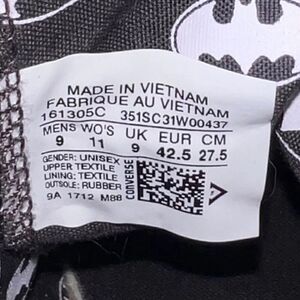 MADE IN VIETNAM
FABRIQUE AU VIETNAM
161305C 351SC31W00437
MENS WO'S UK EUR CM
9 11 9 42.5 27.5
GENDER: UNISEX
UPPER: TEXTILE
LINING: TEXTILE
OUTSOLE: RUBBER
9A 1712 M88
CONVERSE